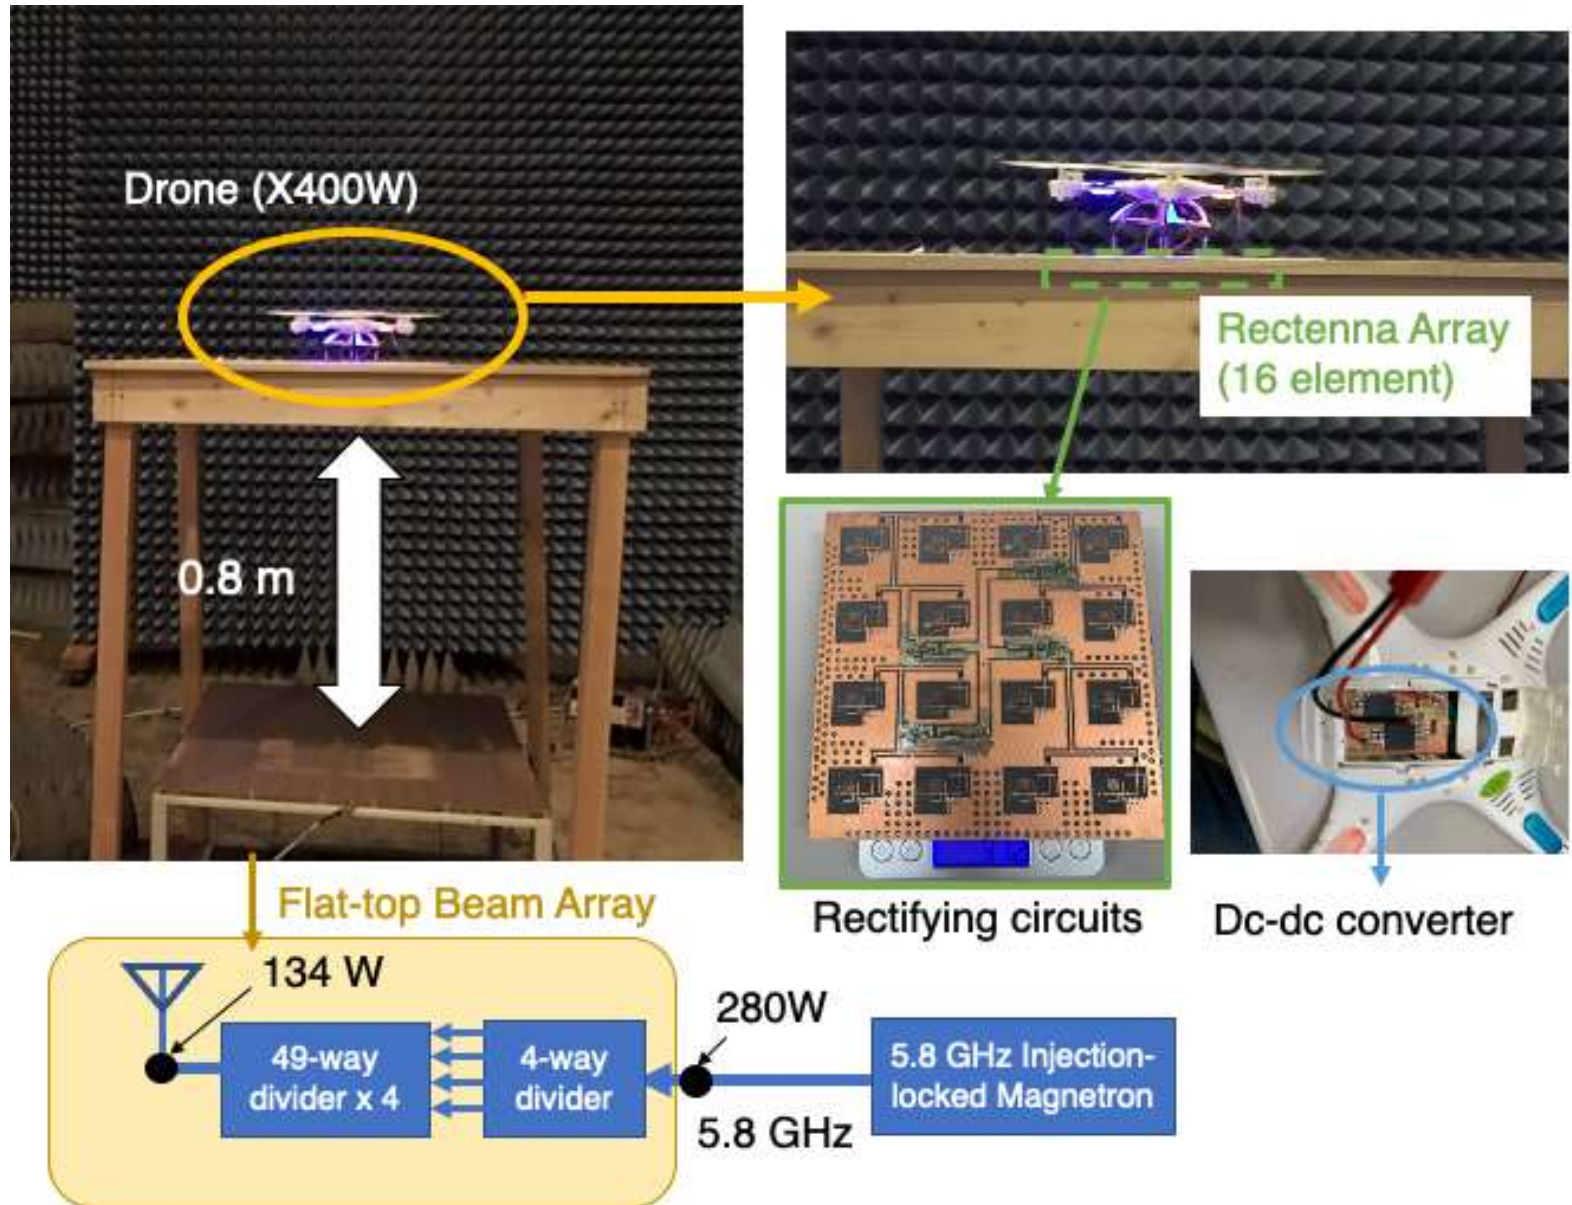 Drone (X400W)
0.8 m
Rectenna Array
(16 element)
Rectifying circuits
Dc-dc converter
Flat-top Beam Array
134 W
49-way
divider x 4
4-way
divider
280W
5.8 GHz
5.8 GHz Injection-
locked Magnetron